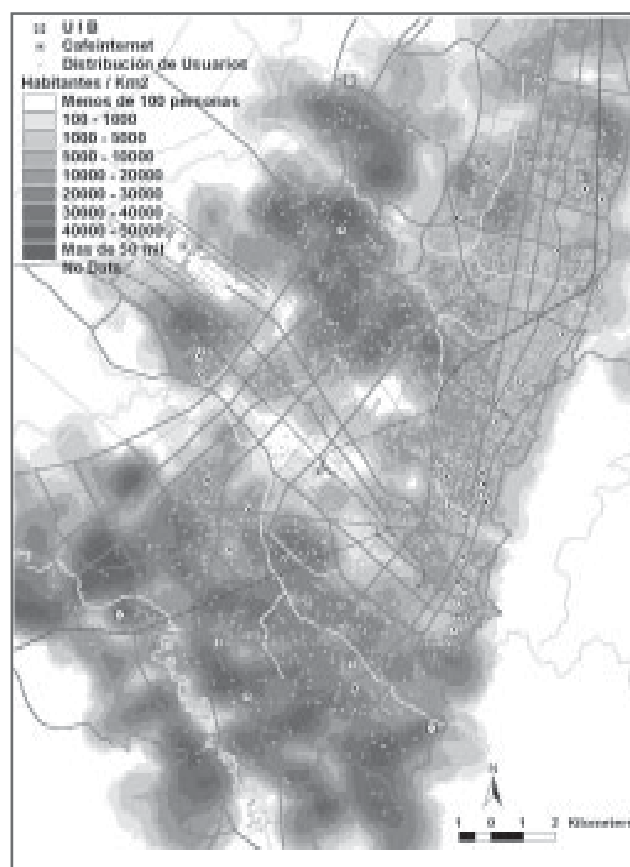 U I B
Cafeinternet
Distribución de Usuarios
Habitantes / Km2
Menos de 100 personas
100 - 1000
1000 - 5000
5000 - 10000
10000 - 20000
20000 - 30000
30000 - 40000
40000 - 50000
Mas de 50 mil
No Data
N
1 0 1 2 Kilometers